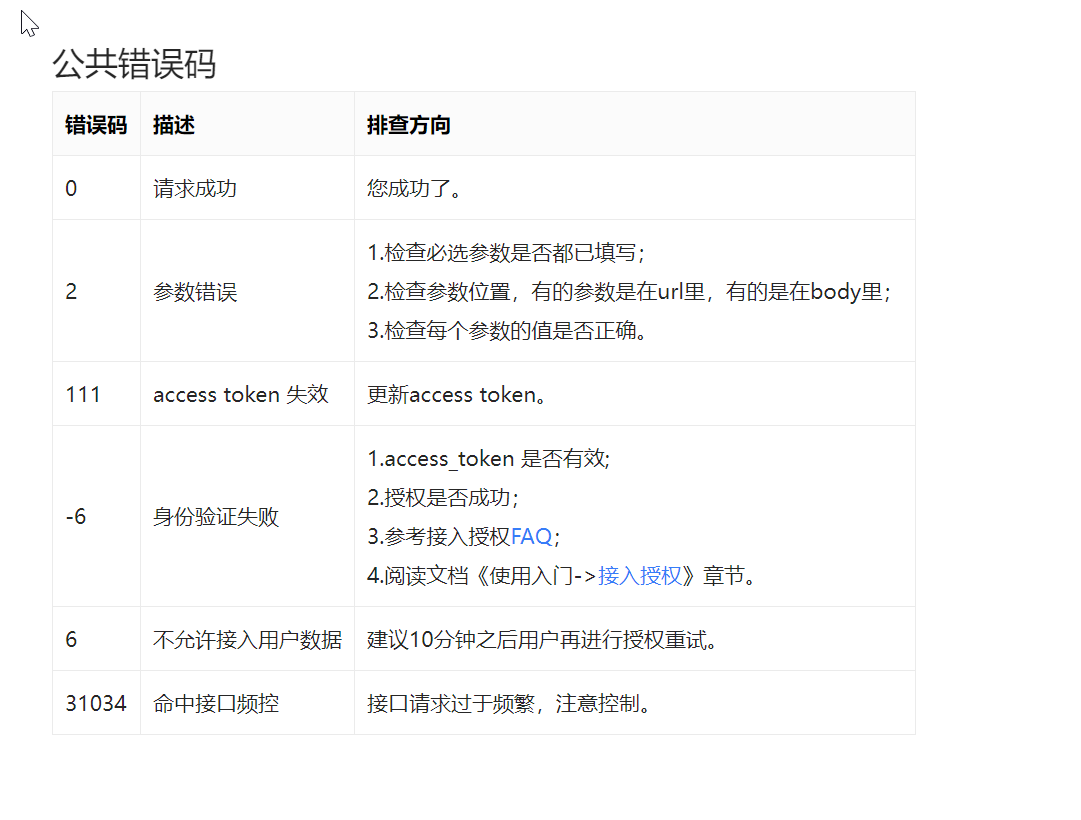 公共错误码
错误码 描述 排查方向
0 请求成功 您成功了。
1.检查必选参数是否都已填写；
2 参数错误 2.检查参数位置，有的参数是在url里，有的是在body里；
3.检查每个参数的值是否正确。
111 access token 失效 更新access token。
1.access_token 是否有效;
2.授权是否成功；
-6 身份验证失败
3.参考接入授权FAQ；
4.阅读文档《使用入门->接入授权》章节。
6 不允许接入用户数据 建议10分钟之后用户再进行授权重试。
31034 命中接口频控 接口请求过于频繁，注意控制。